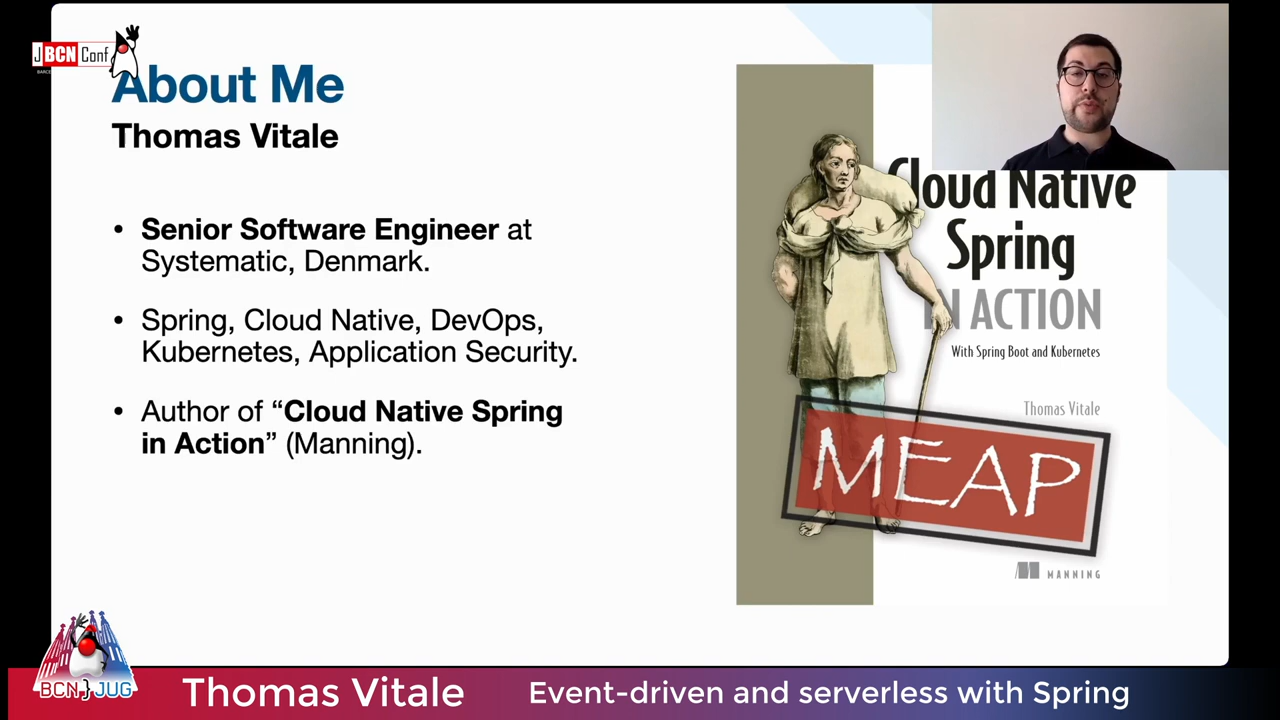 JBCNConf
About Me
Thomas Vitale
• Senior Software Engineer at
Systematic, Denmark.
• Spring, Cloud Native, DevOps,
Kubernetes, Application Security.
• Author of “Cloud Native Spring
in Action” (Manning).
Cloud Native
Spring
IN ACTION
With Spring Boot and Kubernetes
Thomas Vitale
MEAP
MANNING
BCN JUG
Thomas Vitale
Event-driven and serverless with Spring